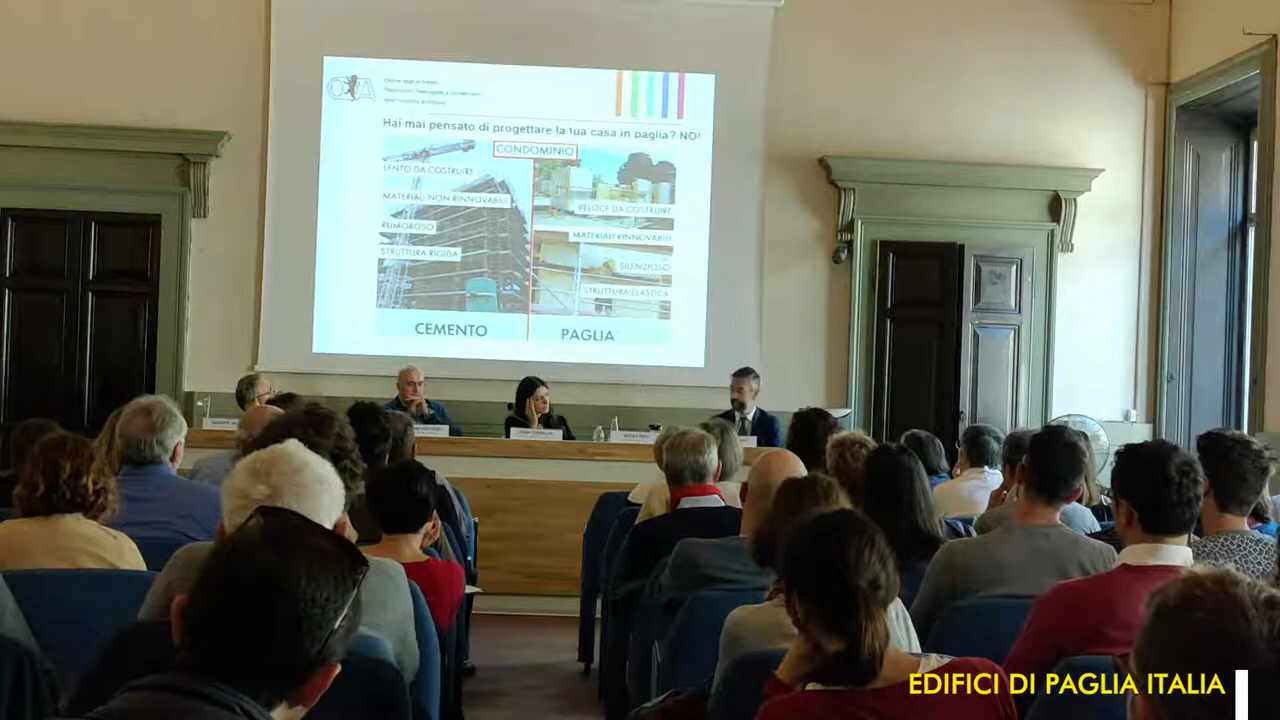 OA
Hai mai pensato di progettare la tua casa in paglia? NO!
CONDOMINIO
LENTO DA COSTRUIRE
MATERIALI NON RINNOVABILI
RUMOROSO
STRUTTURA RIGIDA
VELOCE DA COSTRUIRE
MATERIALI RINNOVABILI
SILENZIOSO
STRUTTURA ELASTICA
CEMENTO
PAGLIA
EDIFICI DI PAGLIA ITALIA